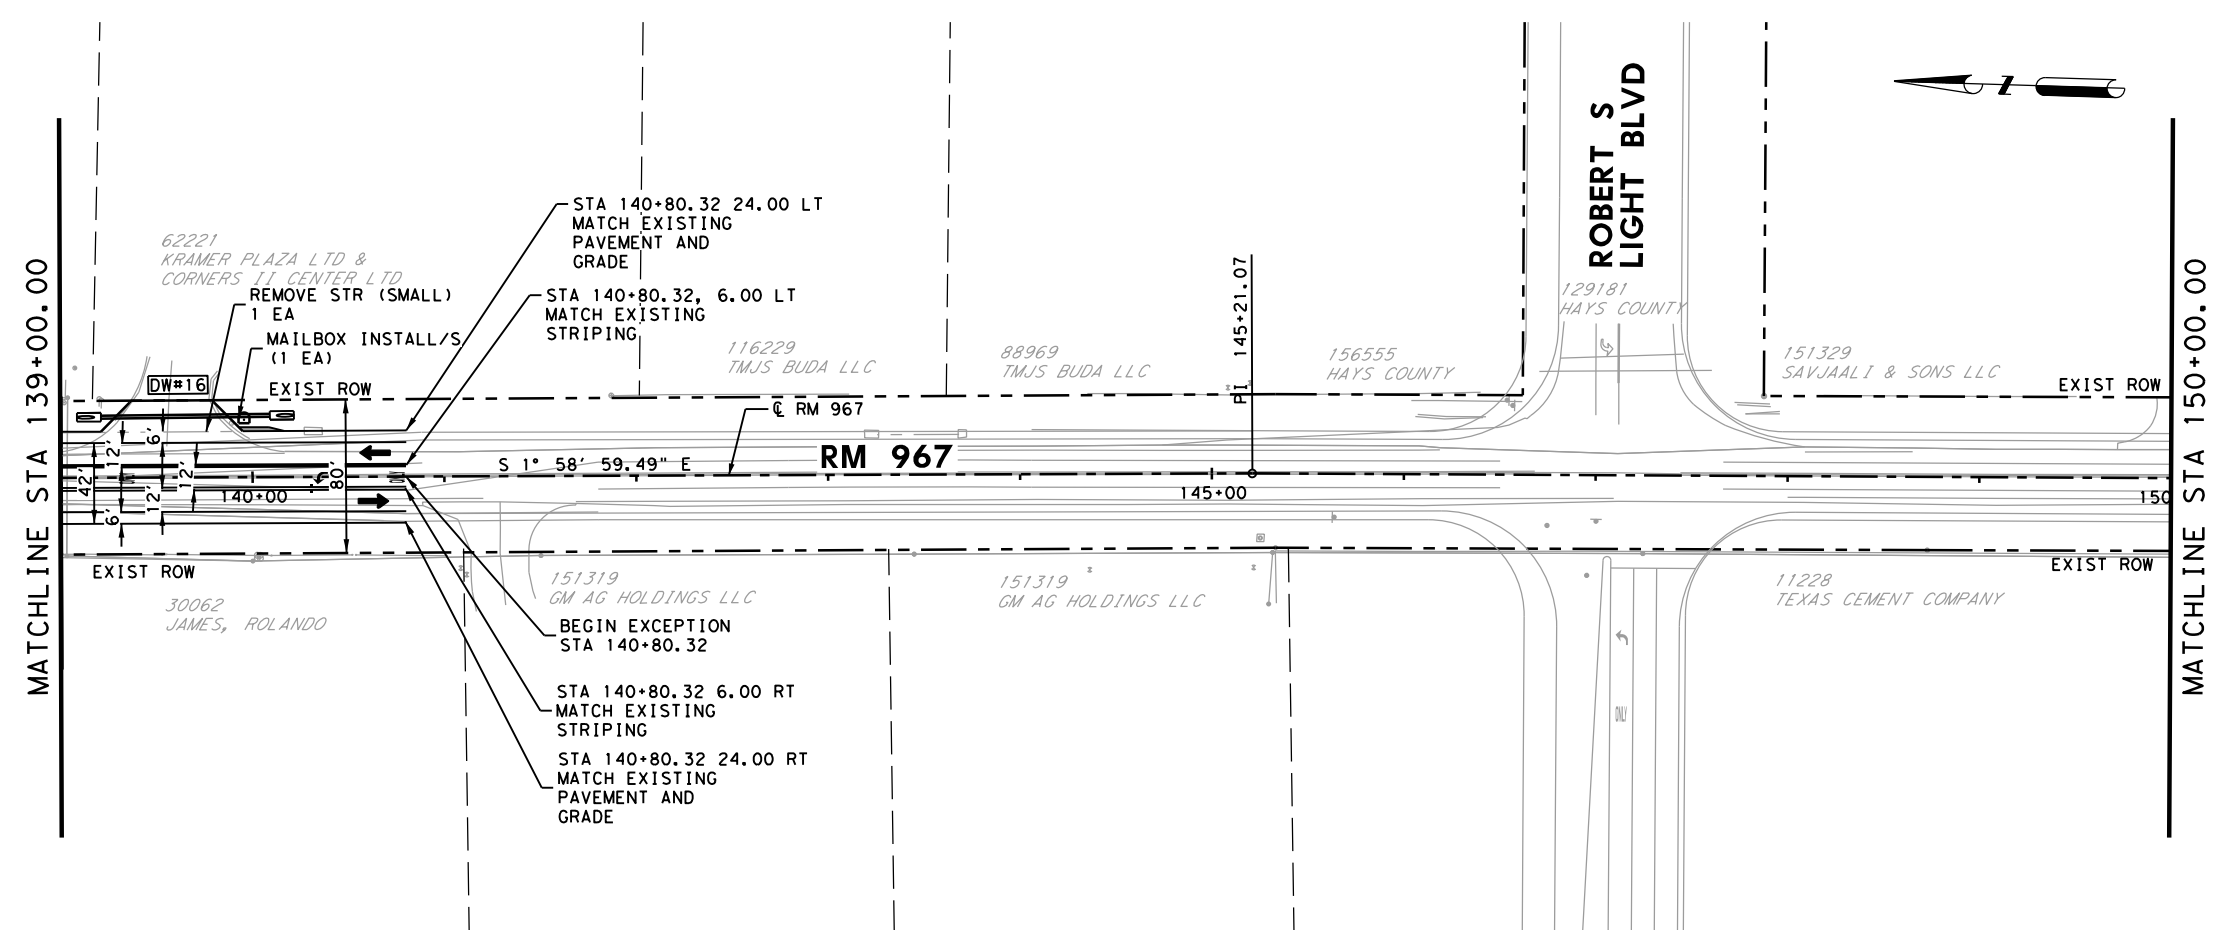 MATCHLINE STA 139+00.00
62221
KRAMER PLAZA LTD &
CORNERS II CENTER LTD
REMOVE STR (SMALL)
1 EA
MAILBOX INSTALL/S
(1 EA)
DW#16
EXIST ROW
STA 140+80.32 24.00 LT
MATCH EXISTING
PAVEMENT AND
GRADE
STA 140+80.32, 6.00 LT
MATCH EXISTING
STRIPING
116229
TMJS BUDA LLC
88969
TMJS BUDA LLC
℄ RM 967
PI 145+21.07
156555
HAYS COUNTY
ROBERT S
LIGHT BLVD
129181
HAYS COUNTY
Z
151329
SAVJAALI & SONS LLC
EXIST ROW
6'
12'
12'
42'
12'
6'
80'
140+00
S 1° 58' 59.49" E
RM 967
145+00
150
EXIST ROW
30062
JAMES, ROLANDO
151319
GM AG HOLDINGS LLC
BEGIN EXCEPTION
STA 140+80.32
STA 140+80.32 6.00 RT
MATCH EXISTING
STRIPING
STA 140+80.32 24.00 RT
MATCH EXISTING
PAVEMENT AND
GRADE
151319
GM AG HOLDINGS LLC
ONLY
11228
TEXAS CEMENT COMPANY
EXIST ROW
MATCHLINE STA 150+00.00